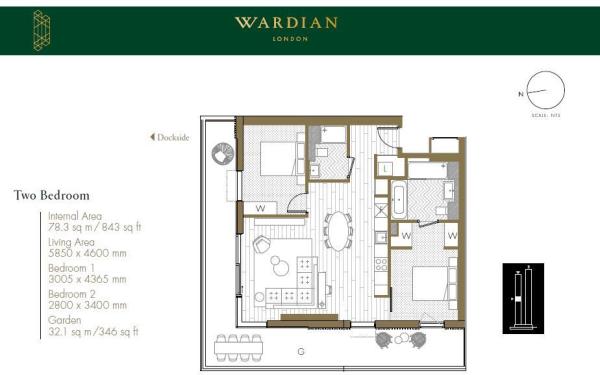 WARDIAN
LONDON
N
SCALE: NTS
Dockside
Two Bedroom
Internal Area
78.3 sq m/ 843 sq ft
Living Area
5850 x 4600 mm
Bedroom 1
3005 x 4365 mm
Bedroom 2
2800 x 3400 mm
Garden
32.1 sq m/346 sq ft
W
W
W
G